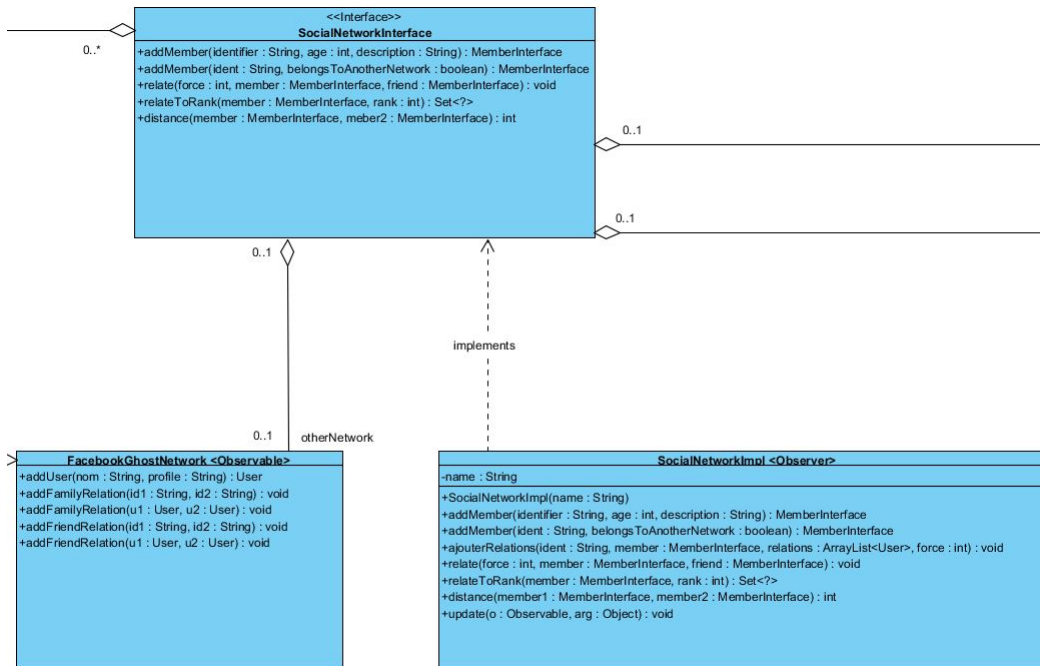 <<Interface>>
SocialNetworkInterface
+addMember(identifier : String, age : int, description : String) : MemberInterface
+addMember(ident : String, belongsToAnotherNetwork : boolean) : MemberInterface
+relate(force : int, member : MemberInterface, friend : MemberInterface) : void
+relateToRank(member : MemberInterface, rank : int) : Set<?>
+distance(member : MemberInterface, meber2 : MemberInterface) : int
0..*
0..1
0..1
0..1
implements
0..1
otherNetwork
FacebookGhostNetwork <Observable>
+addUser(nom : String, profile : String) : User
+addFamilyRelation(id1 : String, id2 : String) : void
+addFamilyRelation(u1 : User, u2 : User) : void
+addFriendRelation(id1 : String, id2 : String) : void
+addFriendRelation(u1 : User, u2 : User) : void
SocialNetworkImpl <Observer>
-name : String
+SocialNetworkImpl(name : String)
+addMember(identifier : String, age : int, description : String) : MemberInterface
+addMember(ident : String, belongsToAnotherNetwork : boolean) : MemberInterface
+ajouterRelations(ident : String, member : MemberInterface, relations : ArrayList<User>, force : int) : void
+relate(force : int, member : MemberInterface, friend : MemberInterface) : void
+relateToRank(member : MemberInterface, rank : int) : Set<?>
+distance(member1 : MemberInterface, member2 : MemberInterface) : int
+update(o : Observable, arg : Object) : void